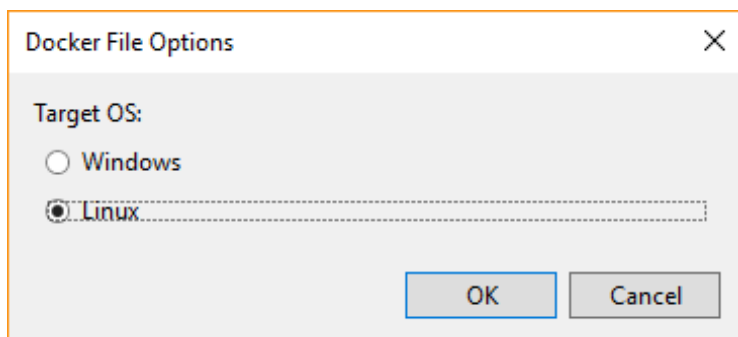 Docker File Options
Target OS:
Windows
Linux
OK
Cancel